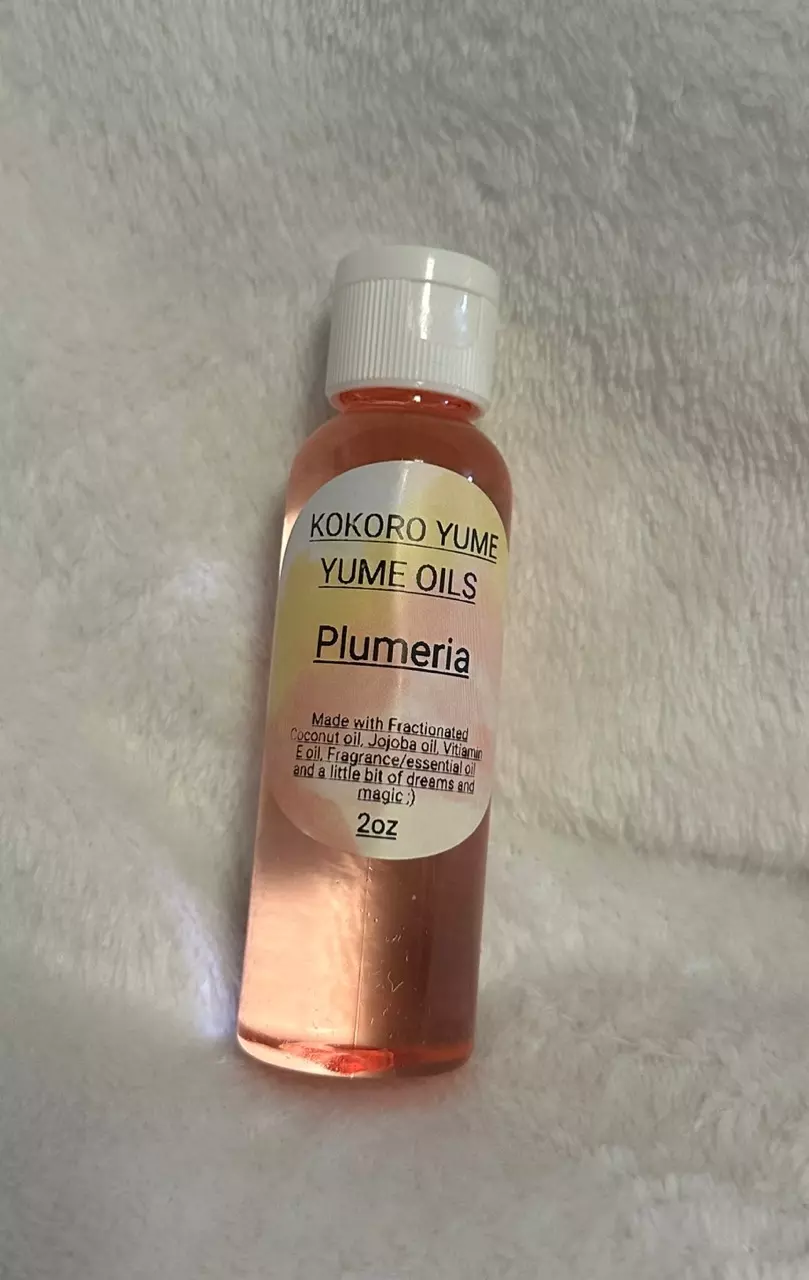 KOKORO YUME
YUME OILS
Plumeria
Made with Fractionated
Coconut oil, Jojoba oil, Vitiamin
E oil, Fragrance/essential oil
and a little bit of dreams and
magic ;)
2oz